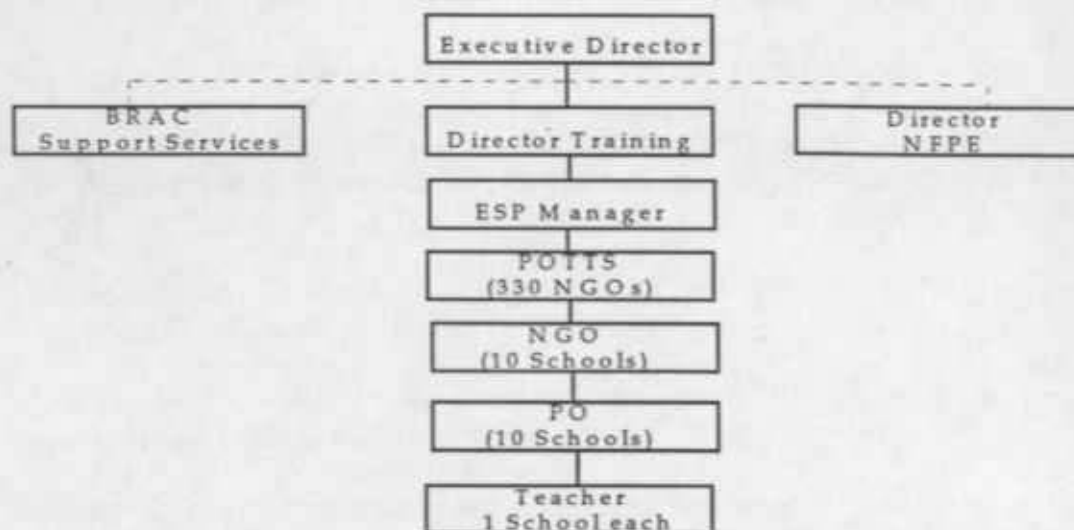 Executive Director
BRAC
Support Services
Director Training
Director
NFPE
ESP Manager
POTTS
(330 NGOs)
NGO
(10 Schools)
PO
(10 Schools)
Teacher
1 School each